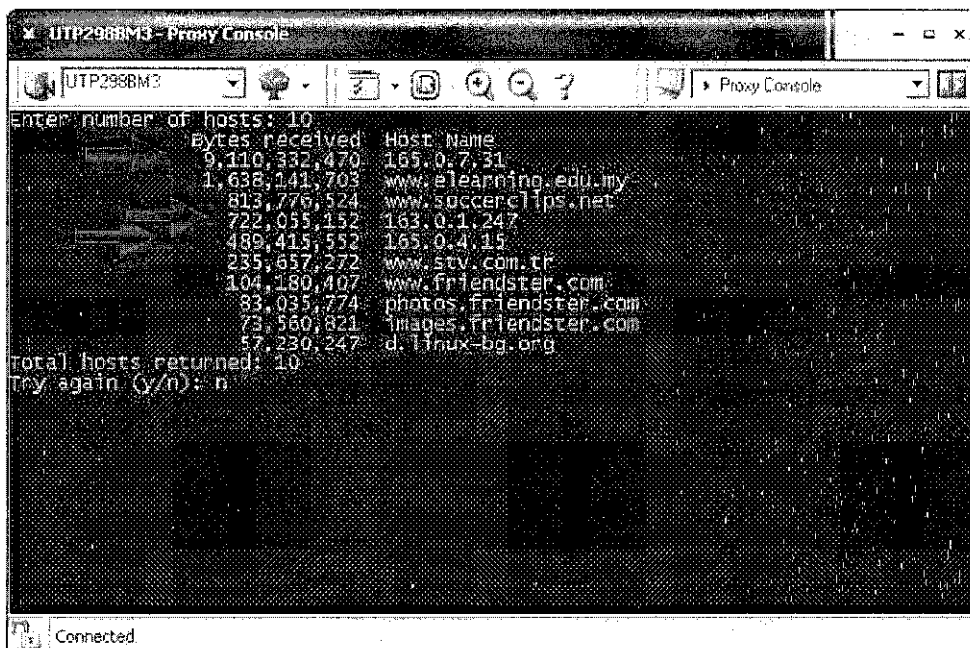 UTP298BM3 - Proxy Console
UTP298BM3
Proxy Console
Enter number of hosts: 10
Bytes received Host Name
9,110,332,470 165.0.7.31
1,638,141,703 www.elearning.edu.my
813,776,524 www.soccerclips.net
722,055,152 163.0.1.247
489,415,552 165.0.4.15
235,657,272 www.stv.com.tr
104,180,407 www.friendster.com
83,035,774 photos.friendster.com
73,560,821 images.friendster.com
57,230,247 d.linux-bg.org
Total hosts returned: 10
Try again (y/n): n
Connected